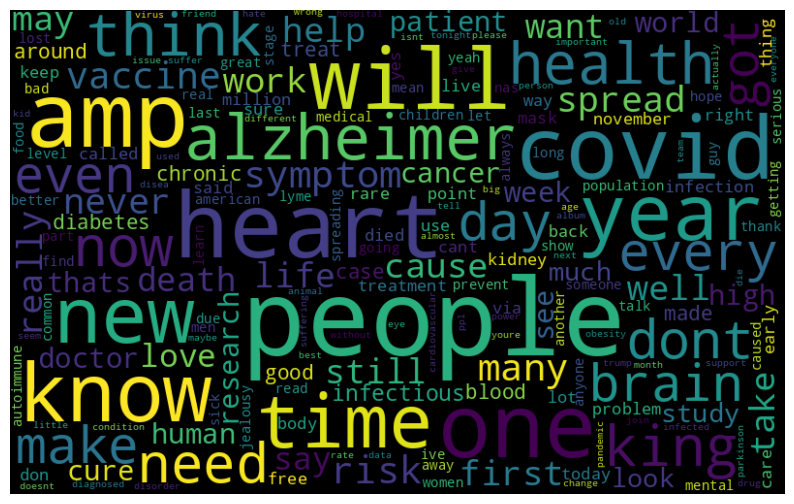 may
virus
friend
hate
wrong
hospital
isnt
tonight
please
old
important
think
help
patient
want
world
thing
lost
around
issue
suffer
stage
treat
yeah
yes
great
will
health
actually
everyone
got
keep
vaccine
work
bad
real
million
sure
live
mean
nas
give
person
way
hope
spread
serious
amp
last
different
medical
children
let
mask
november
right
food
level
kid
called
used
alzheimer
covid
long
guy
team
getting
better
disea
chronic
symptom
cancer
always
even
said
lyme
rare
point
week
big
population
infection
never
american
use
tell
age
album
year
thank
really
part
diabetes
heart
spreading
died
day
back
show
next
every
find
learn
now
going
almost
cant
kidney
thats
death
life
case
cause
much
someone
die
seem
common
due
men
maybe
research
animal
suffering
eye
treatment
prevent
cardiovascular
without
via
ppl
power
youre
see
another
talk
obesity
well
made
high
early
caused
new
people
best
dont
trump
month
support
autoimmune
doctor
love
sick
good
still
many
read
infectious
blood
lot
anyone
brain
take
care
know
little
condition
jealousy
human
body
time
one
problem
join
infected
study
pandemic
parkinson
make
say
ive
king
doesnt
don
cure
diagnosed
disorder
need
free
rate
data
risk
away
women
first
today
change
look
mental
drug